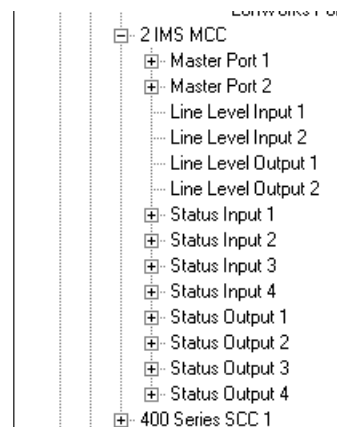 2 IMS MCC
Master Port 1
Master Port 2
Line Level Input 1
Line Level Input 2
Line Level Output 1
Line Level Output 2
Status Input 1
Status Input 2
Status Input 3
Status Input 4
Status Output 1
Status Output 2
Status Output 3
Status Output 4
400 Series SCC 1